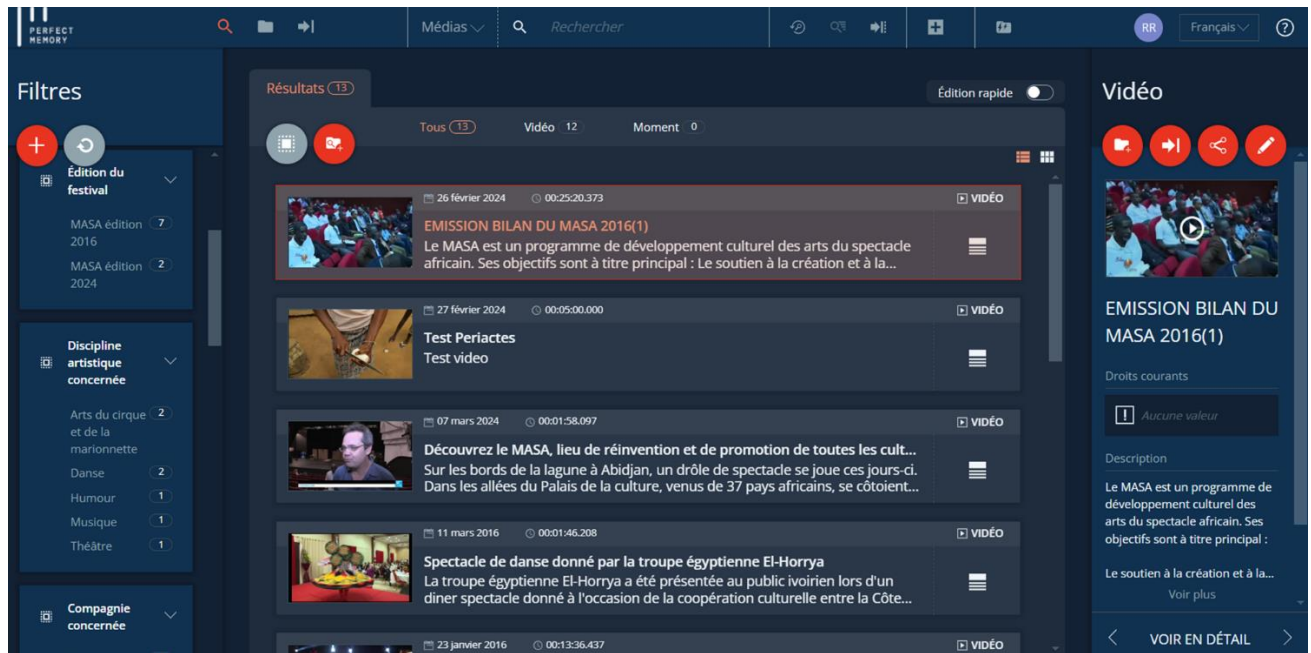 PERFECT
MEMORY
Médias
Rechercher
RR
Français
?
Filtres
Édition du
festival
MASA édition 7
2016
MASA édition 2
2024
Discipline
artistique
concernée
Arts du cirque 2
et de la
marionnette
Danse 2
Humour 1
Musique 1
Théâtre 1
Compagnie
concernée
Résultats 13
Édition rapide
Tous 13 Vidéo 12 Moment 0
26 février 2024 00:25:20.373 VIDÉO
EMISSION BILAN DU MASA 2016(1)
Le MASA est un programme de développement culturel des arts du spectacle
africain. Ses objectifs sont à titre principal : Le soutien à la création et à la...
27 février 2024 00:05:00.000 VIDÉO
Test Periactes
Test video
07 mars 2024 00:01:58.097 VIDÉO
Découvrez le MASA, lieu de réinvention et de promotion de toutes les cult...
Sur les bords de la lagune à Abidjan, un drôle de spectacle se joue ces jours-ci.
Dans les allées du Palais de la culture, venus de 37 pays africains, se côtoient...
11 mars 2016 00:01:46.208 VIDÉO
Spectacle de danse donné par la troupe égyptienne El-Horrya
La troupe égyptienne El-Horrya a été présentée au public ivoirien lors d'un
diner spectacle donné à l'occasion de la coopération culturelle entre la Côte...
23 janvier 2016 00:13:36.437 VIDÉO
Vidéo
EMISSION BILAN DU
MASA 2016(1)
Droits courants
! Aucune valeur
Description
Le MASA est un programme de
développement culturel des
arts du spectacle africain. Ses
objectifs sont à titre principal :
Le soutien à la création et à la...
Voir plus
VOIR EN DÉTAIL